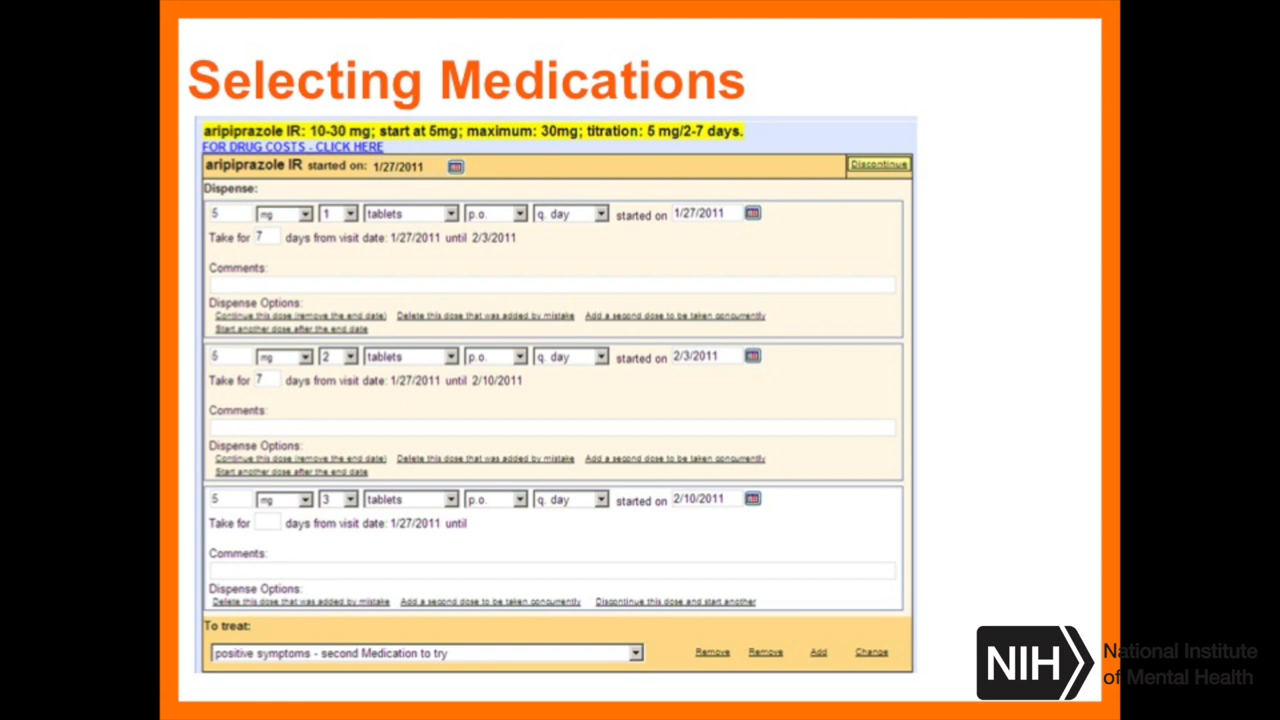 Selecting Medications
aripiprazole IR: 10-30 mg; start at 5mg; maximum: 30mg; titration: 5 mg/2-7 days.
FOR DRUG COSTS - CLICK HERE
aripiprazole IR started on: 1/27/2011 Discontinue
Dispense:
5 mg 1 tablets p.o. q. day started on 1/27/2011
Take for 7 days from visit date: 1/27/2011 until 2/3/2011
Comments:
Dispense Options:
Continue this dose (remove the end date) Delete this dose that was added by mistake Add a second dose to be taken concurrently
Start another dose after the end date
5 mg 2 tablets p.o. q. day started on 2/3/2011
Take for 7 days from visit date: 1/27/2011 until 2/10/2011
Comments:
Dispense Options:
Continue this dose (remove the end date) Delete this dose that was added by mistake Add a second dose to be taken concurrently
Start another dose after the end date
5 mg 3 tablets p.o. q. day started on 2/10/2011
Take for days from visit date: 1/27/2011 until
Comments:
Dispense Options:
Delete this dose that was added by mistake Add a second dose to be taken concurrently Discontinue this dose and start another
To treat:
positive symptoms - second Medication to try Remove Remove Add Change
NIH National Institute
of Mental Health